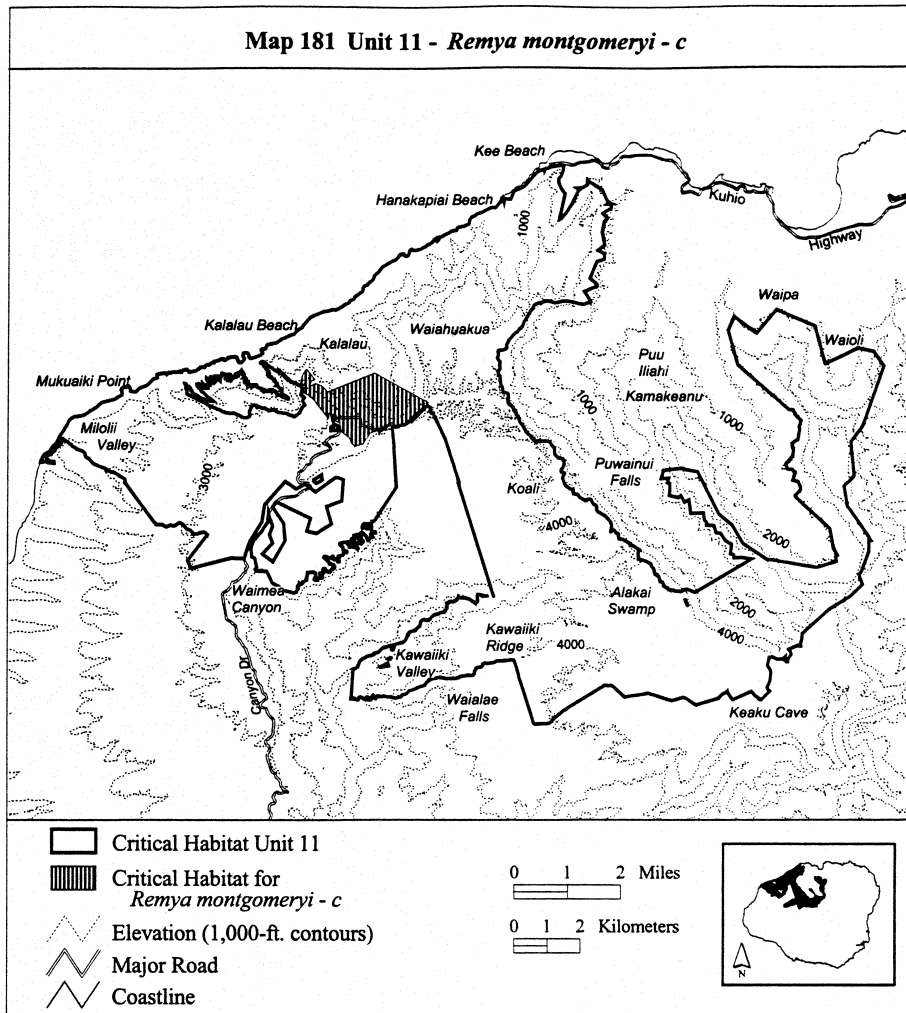 Map 181 Unit 11 - Remya montgomeryi - c
Kee Beach
Hanakapiai Beach
Kuhio
Highway
1000
Waipa
Kalalau Beach
Waiahuakua
Kalalau
Waioli
Puu
Iliahi
Mukuaiki Point
Kamakeanu
1000
1000
Milolii
Valley
3000
Puwainui
Falls
Koali
4000
2000
Waimea
Canyon
Alakai
Swamp
2000
4000
Kawaiiki
Ridge
4000
Kawaiiki
Valley
Canyon Dr
Waialae
Falls
Keaku Cave
Critical Habitat Unit 11
Critical Habitat for
Remya montgomeryi - c
Elevation (1,000-ft. contours)
Major Road
Coastline
0 1 2 Miles
0 1 2 Kilometers
N